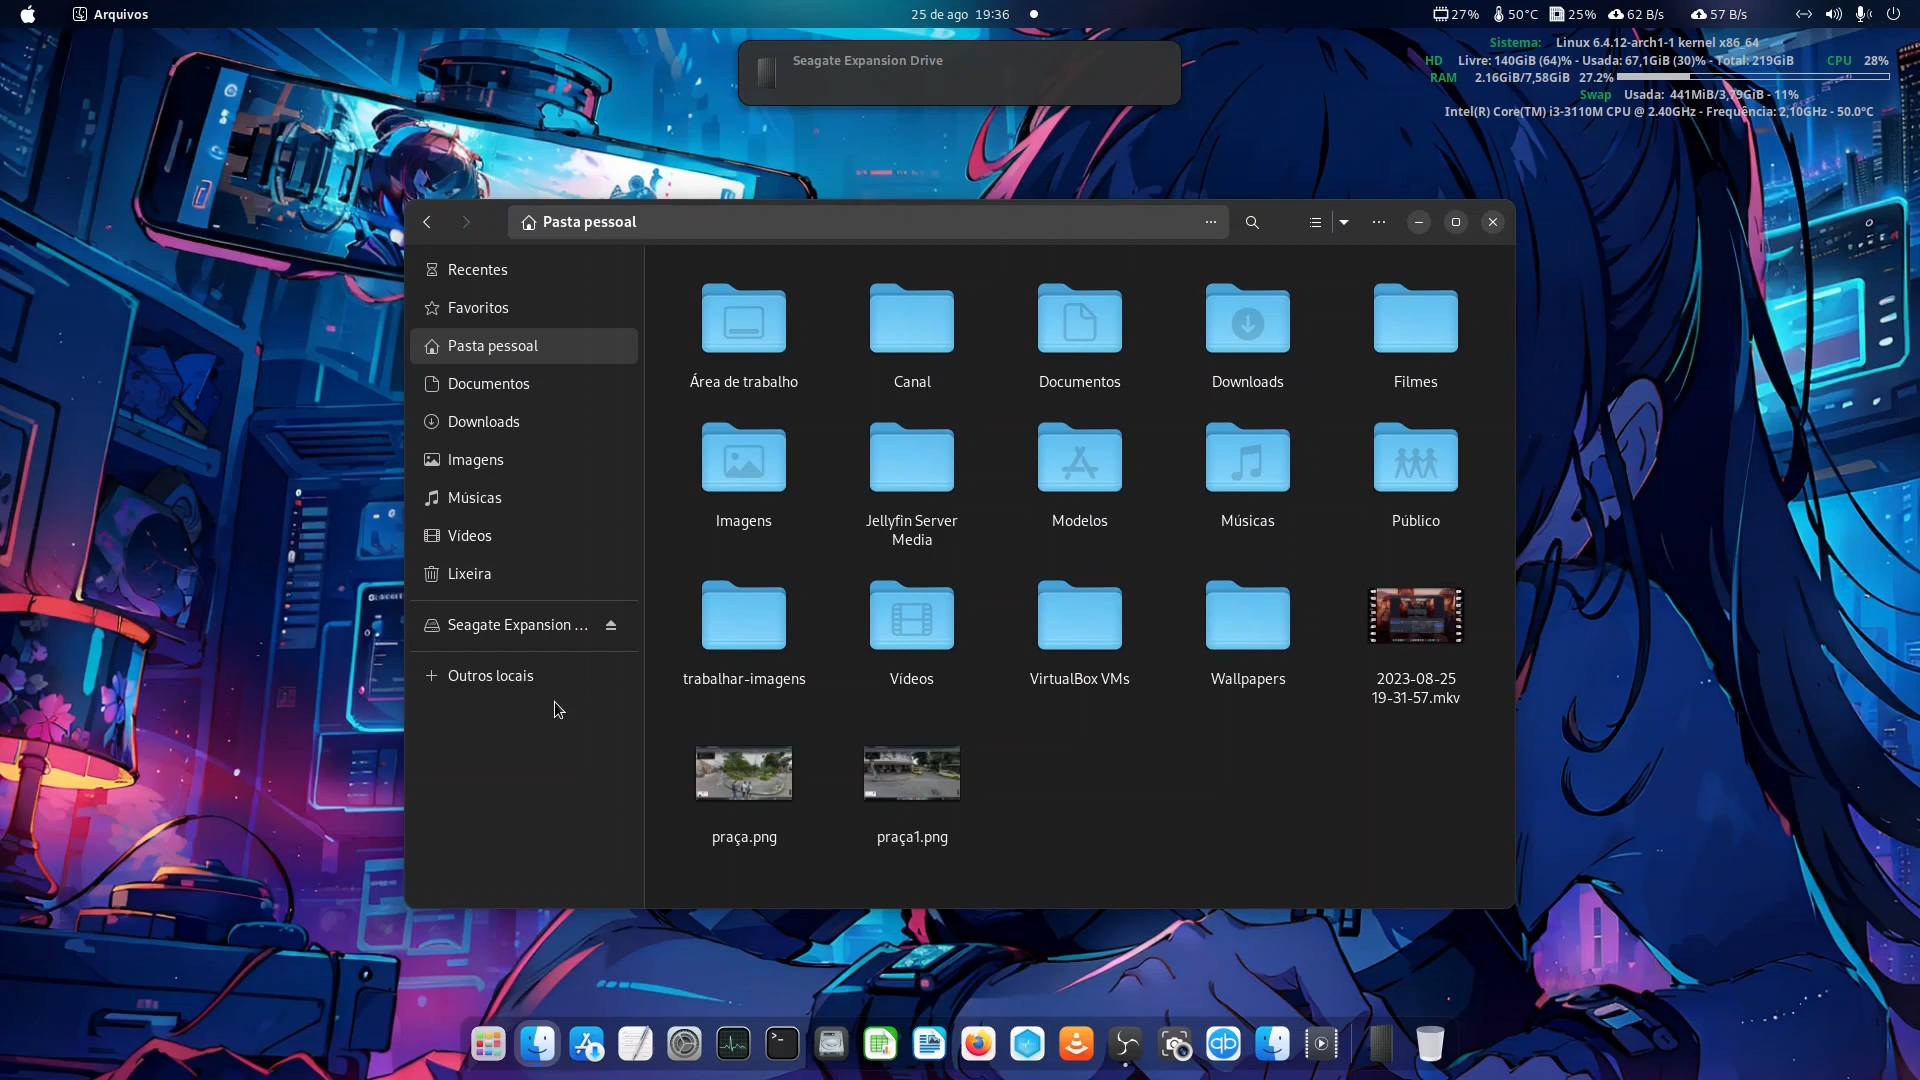 Arquivos
25 de ago 19:36
27% 50°C 25% 62 B/s 57 B/s
Seagate Expansion Drive
Sistema: Linux 6.4.12-arch1-1 kernel x86_64
HD Livre: 140GiB (64)% - Usada: 67,1GiB (30)% - Total: 219GiB CPU 28%
RAM 2.16GiB/7,58GiB 27.2%
Swap Usada: 441MiB/3,79GiB - 11%
Intel(R) Core(TM) i3-3110M CPU @ 2.40GHz - Frequência: 2,10GHz - 50.0°C
Pasta pessoal
Recentes
Favoritos
Pasta pessoal
Documentos
Downloads
Imagens
Músicas
Vídeos
Lixeira
Seagate Expansion ...
Outros locais
Área de trabalho
Canal
Documentos
Downloads
Filmes
Imagens
Jellyfin Server
Media
Modelos
Músicas
Público
trabalhar-imagens
Vídeos
VirtualBox VMs
Wallpapers
2023-08-25
19-31-57.mkv
praça.png
praça1.png